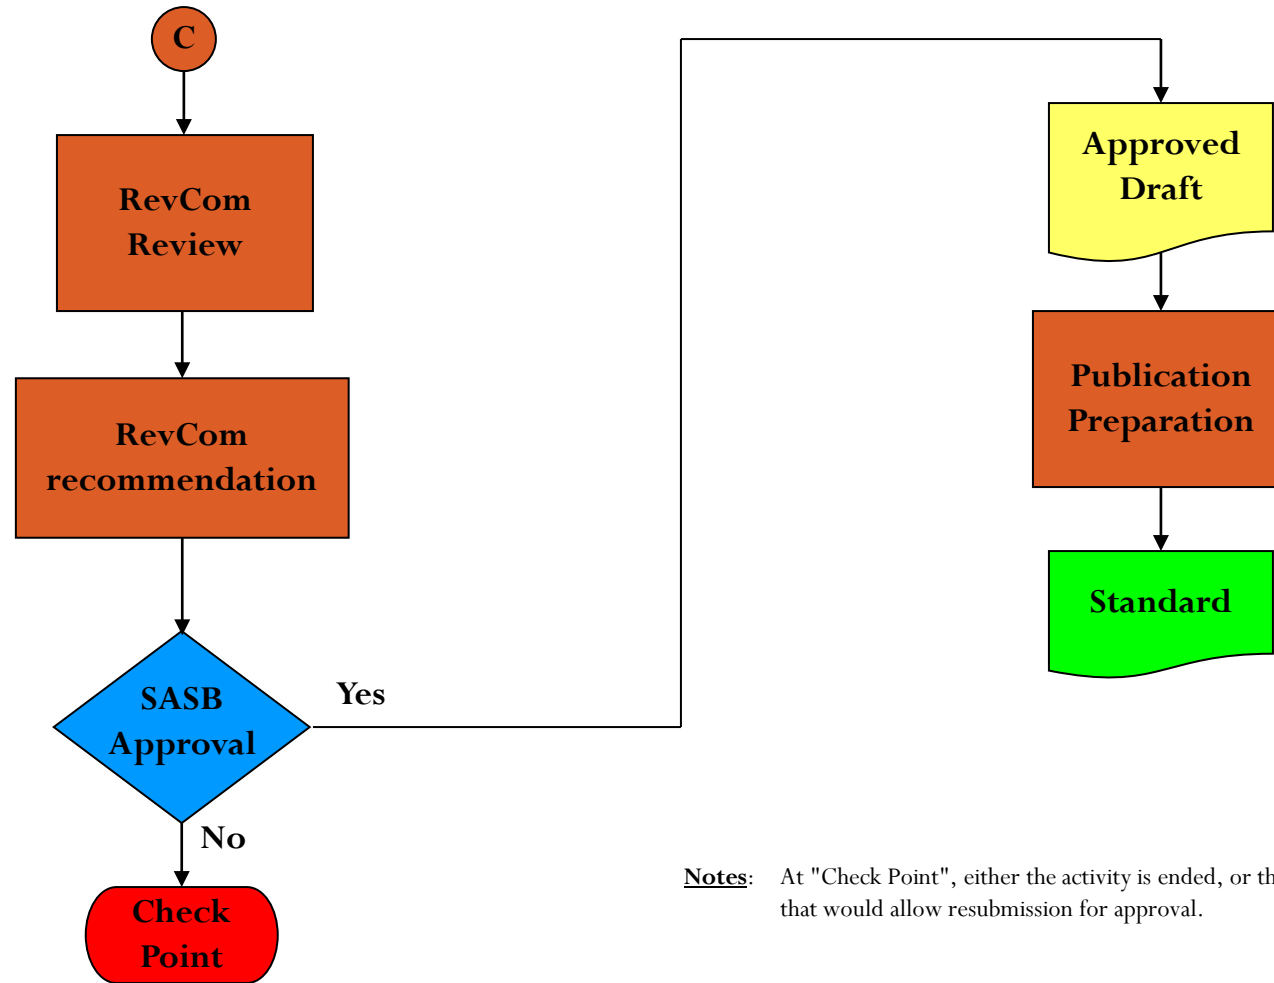 C
RevCom
Review
RevCom
recommendation
SASB
Approval
Yes
No
Check
Point
Approved
Draft
Publication
Preparation
Standard
Notes: At "Check Point", either the activity is ended, or th
that would allow resubmission for approval.